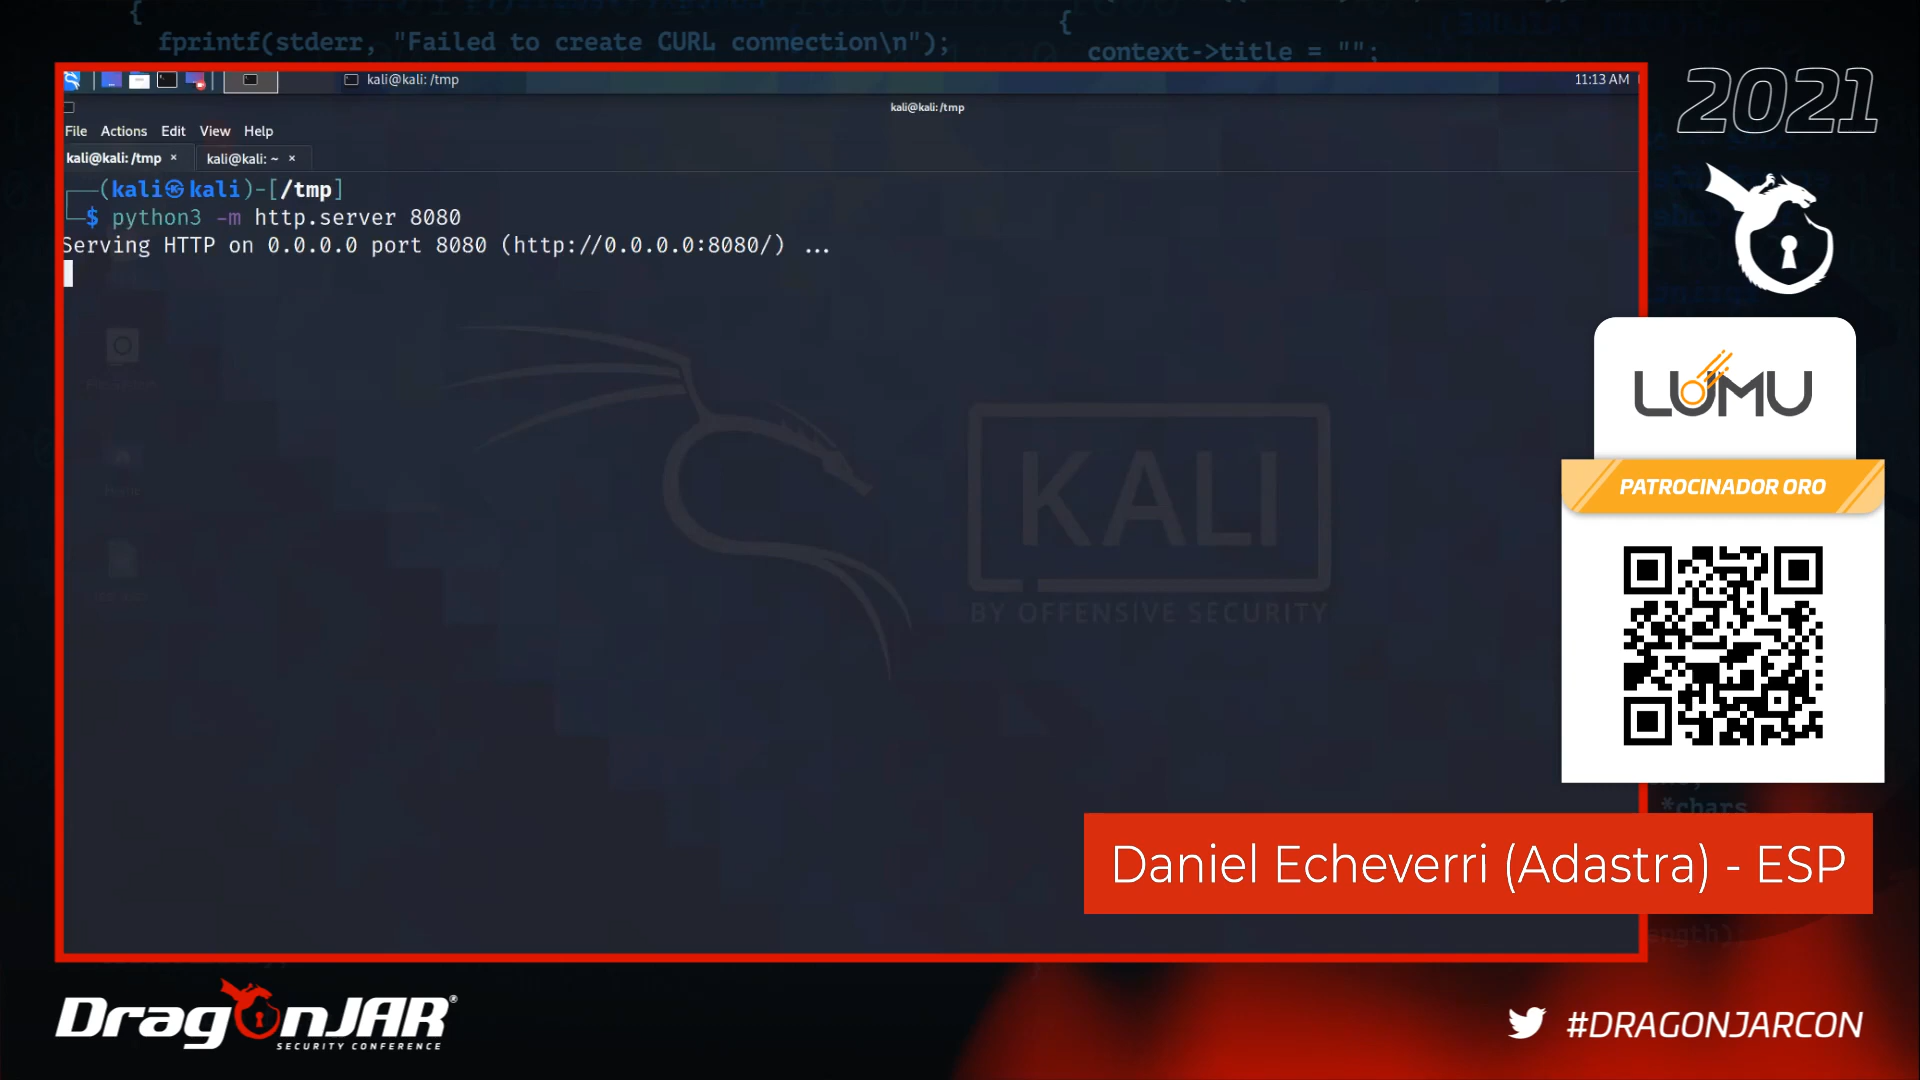 fprintf(stderr, "Failed to create CURL connection\n");
{
{
context->title = "";
kali@kali: /tmp
11:13 AM
kali@kali: /tmp
File Actions Edit View Help
kali@kali: /tmp × kali@kali: ~ ×
(kali㉿kali)-[/tmp]
$ python3 -m http.server 8080
Serving HTTP on 0.0.0.0 port 8080 (http://0.0.0.0:8080/) ...
KALI
BY OFFENSIVE SECURITY
Home
2021
LUMU
PATROCINADOR ORO
*chars
Daniel Echeverri (Adastra) - ESP
DragonJAR®
SECURITY CONFERENCE
#DRAGONJARCON